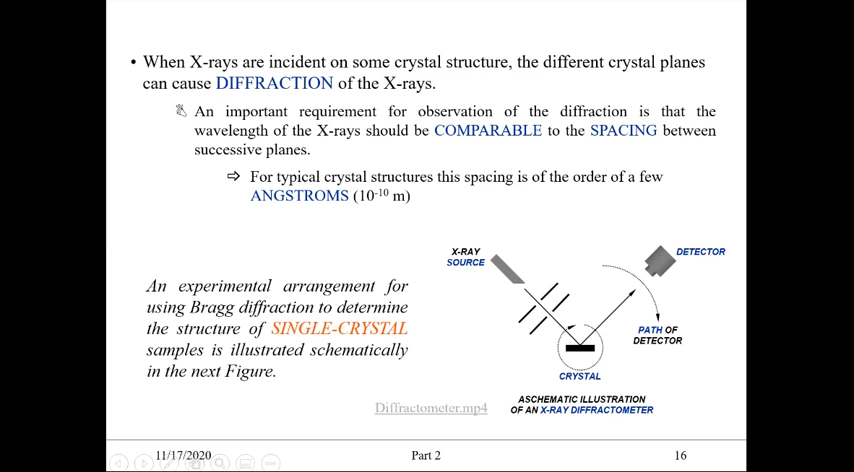 • When X-rays are incident on some crystal structure, the different crystal planes
can cause DIFFRACTION of the X-rays.
An important requirement for observation of the diffraction is that the
wavelength of the X-rays should be COMPARABLE to the SPACING between
successive planes.
⇒ For typical crystal structures this spacing is of the order of a few
ANGSTROMS (10⁻¹⁰ m)
An experimental arrangement for
using Bragg diffraction to determine
the structure of SINGLE-CRYSTAL
samples is illustrated schematically
in the next Figure.
X-RAY
SOURCE
DETECTOR
PATH OF
DETECTOR
CRYSTAL
ASCHEMATIC ILLUSTRATION
OF AN X-RAY DIFFRACTOMETER
Diffractometer.mp4
11/17/2020
Part 2
16